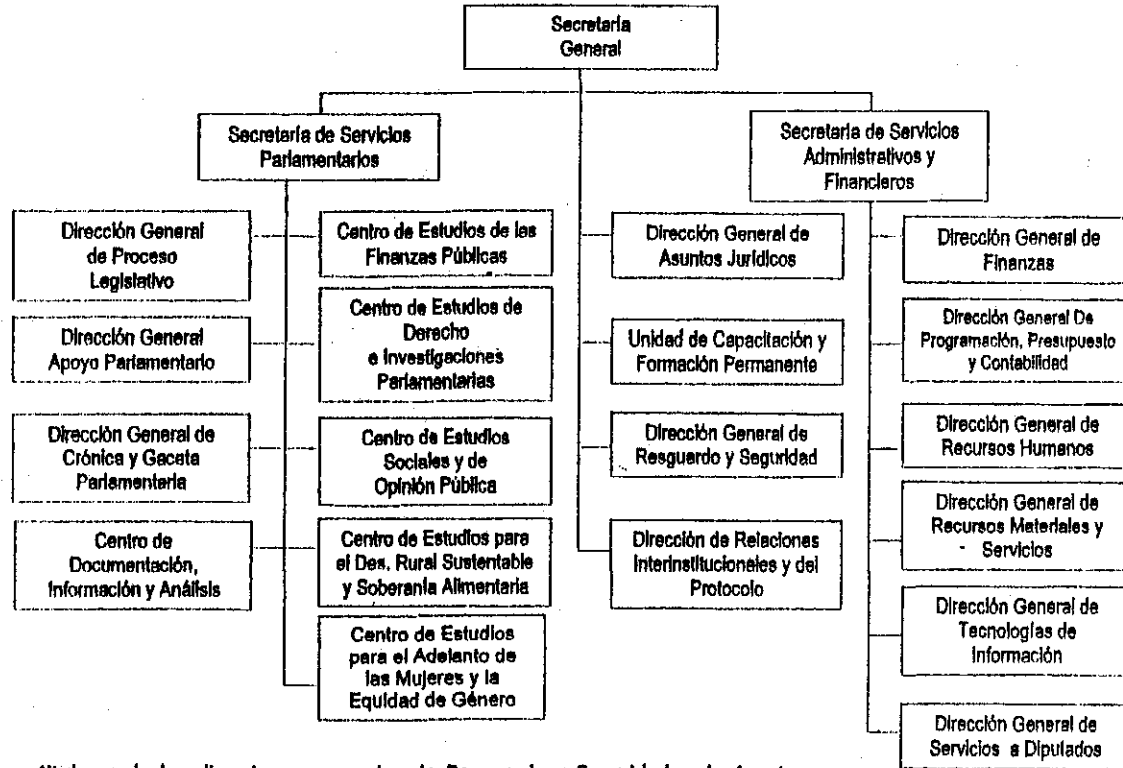 Secretaría
General
Secretaría de Servicios
Parlamentarios
Secretaría de Servicios
Administrativos y
Financieros
Dirección General
de Proceso
Legislativo
Centro de Estudios de las
Finanzas Públicas
Dirección General de
Asuntos Jurídicos
Dirección General de
Finanzas
Dirección General
Apoyo Parlamentario
Centro de Estudios de
Derecho
e Investigaciones
Parlamentarias
Unidad de Capacitación y
Formación Permanente
Dirección General De
Programación, Presupuesto
y Contabilidad
Dirección General de
Crónica y Gaceta
Parlamentaria
Centro de Estudios
Sociales y de
Opinión Pública
Dirección General de
Resguardo y Seguridad
Dirección General de
Recursos Humanos
Centro de
Documentación,
Información y Análisis
Centro de Estudios para
el Des. Rural Sustentable
y Soberanía Alimentaria
Dirección de Relaciones
Interinstitucionales y del
Protocolo
Dirección General de
Recursos Materiales y
Servicios
Centro de Estudios
para el Adelanto de
las Mujeres y la
Equidad de Género
Dirección General de
Tecnologías de
Información
Dirección General de
Servicios a Diputados